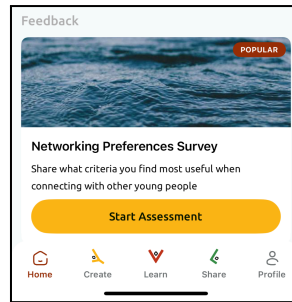 Feedback
POPULAR
Networking Preferences Survey
Share what criteria you find most useful when
connecting with other young people
Start Assessment
Home Create Learn Share Profile